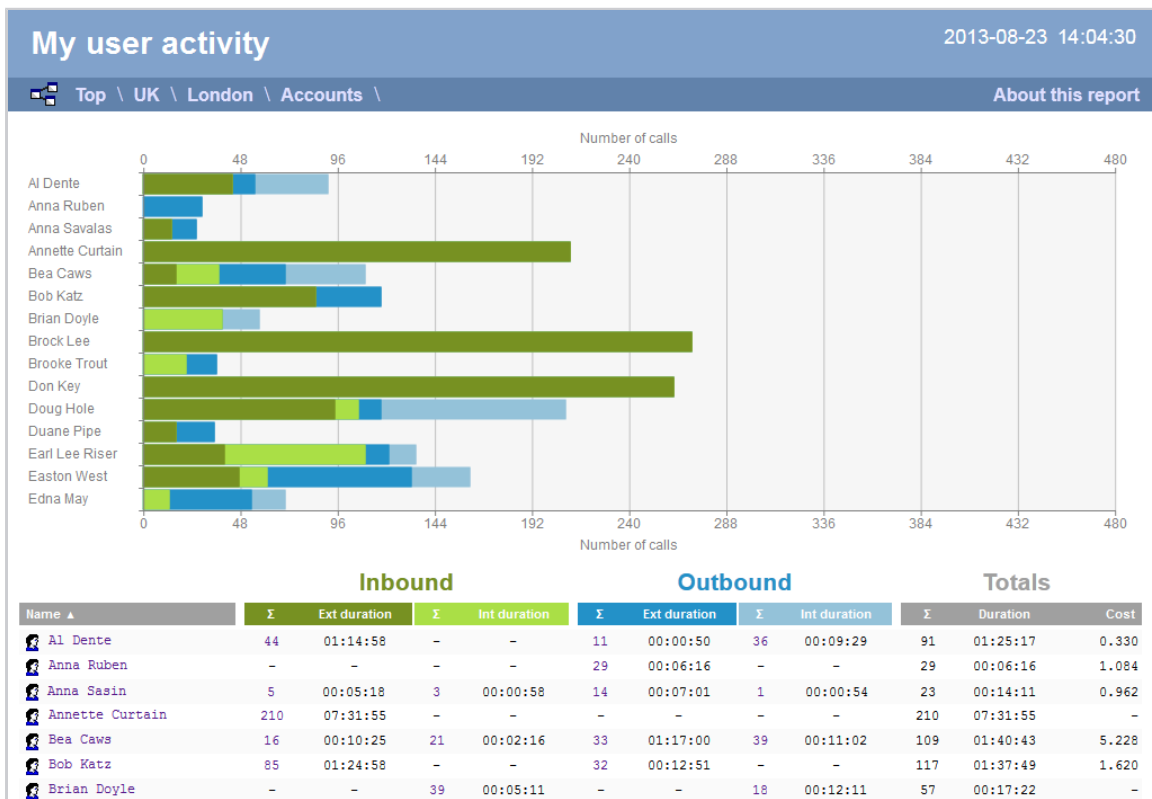 My user activity 2013-08-23 14:04:30
Top \ UK \ London \ Accounts \ About this report
Number of calls
0 48 96 144 192 240 288 336 384 432 480
Al Dente
Anna Ruben
Anna Savalas
Annette Curtain
Bea Caws
Bob Katz
Brian Doyle
Brock Lee
Brooke Trout
Don Key
Doug Hole
Duane Pipe
Earl Lee Riser
Easton West
Edna May
0 48 96 144 192 240 288 336 384 432 480
Number of calls
Inbound Outbound Totals
Name ▲ Σ Ext duration Σ Int duration Σ Ext duration Σ Int duration Σ Duration Cost
Al Dente 44 01:14:58 – – 11 00:00:50 36 00:09:29 91 01:25:17 0.330
Anna Ruben – – – – 29 00:06:16 – – 29 00:06:16 1.084
Anna Sasin 5 00:05:18 3 00:00:58 14 00:07:01 1 00:00:54 23 00:14:11 0.962
Annette Curtain 210 07:31:55 – – – – – – 210 07:31:55 –
Bea Caws 16 00:10:25 21 00:02:16 33 01:17:00 39 00:11:02 109 01:40:43 5.228
Bob Katz 85 01:24:58 – – 32 00:12:51 – – 117 01:37:49 1.620
Brian Doyle – – 39 00:05:11 – – 18 00:12:11 57 00:17:22 –